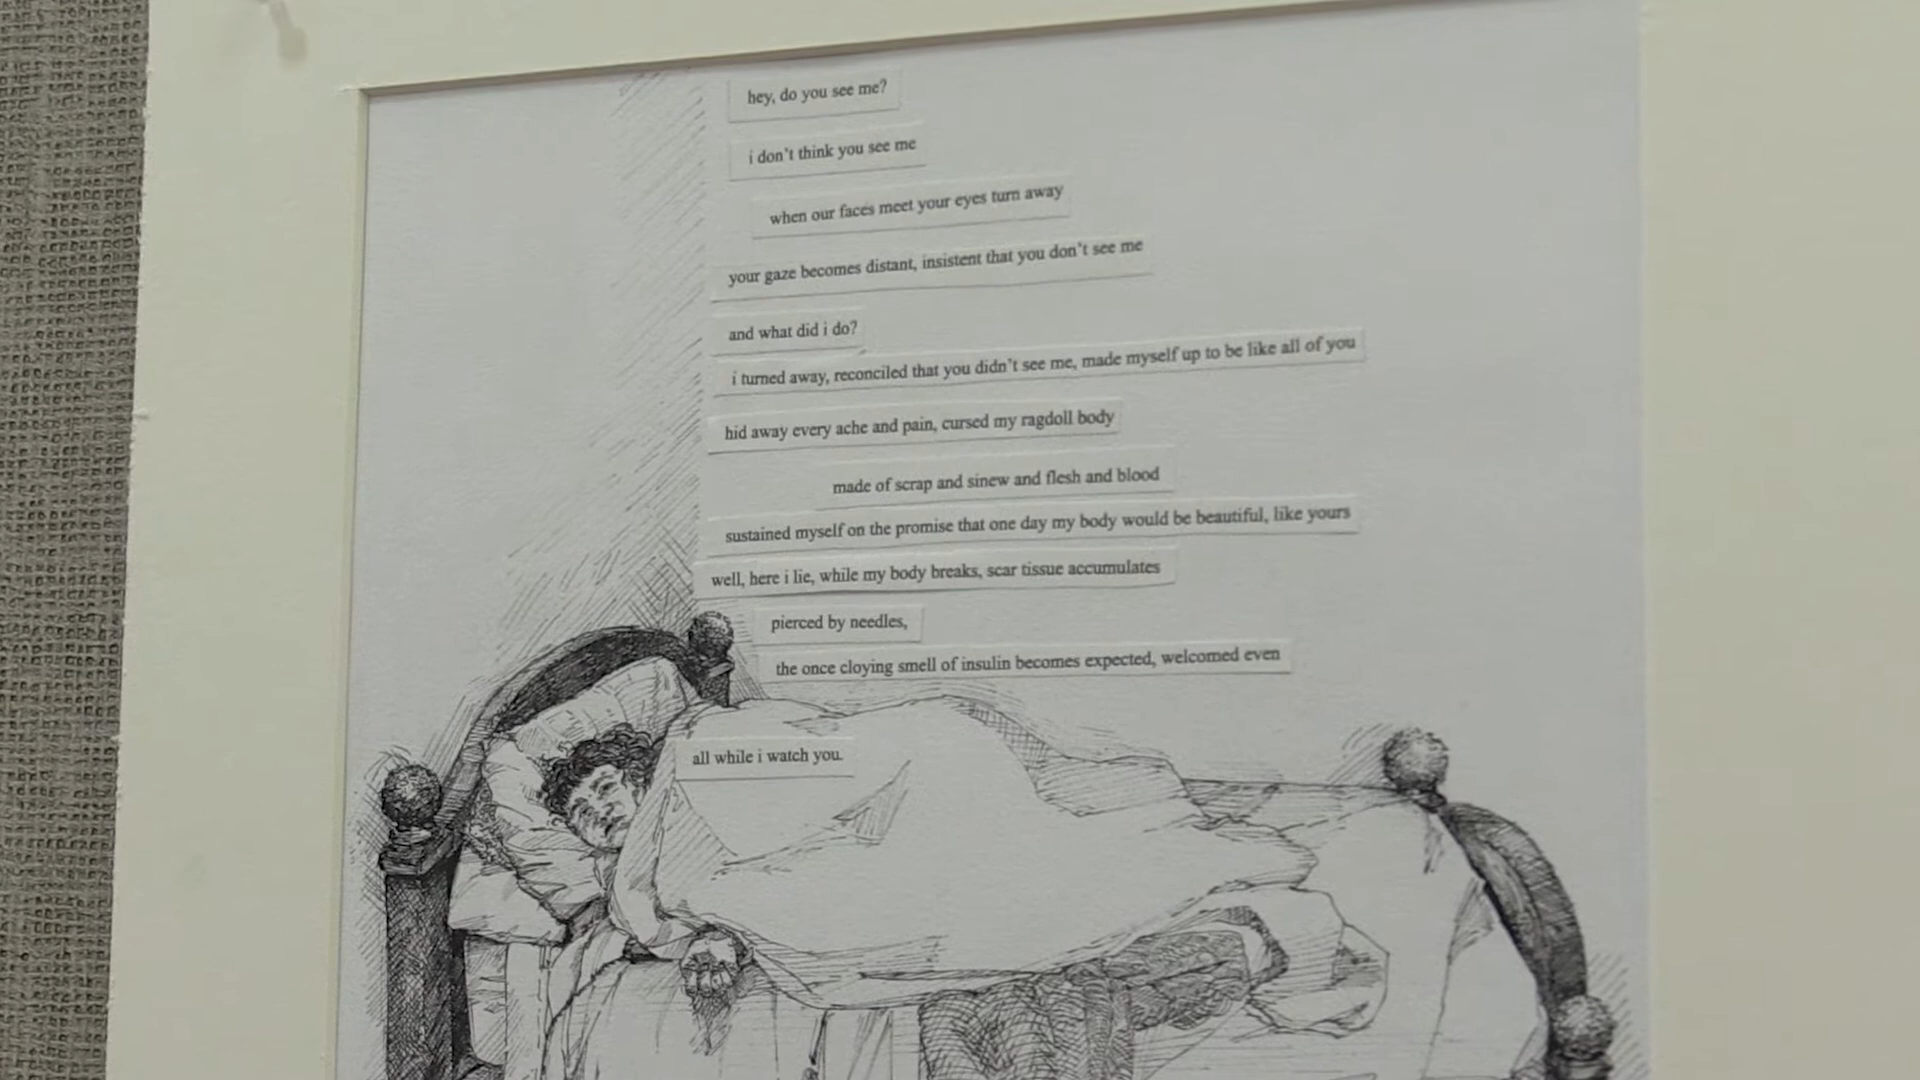 hey, do you see me?
i don't think you see me
when our faces meet your eyes turn away
your gaze becomes distant, insistent that you don't see me
and what did i do?
i turned away, reconciled that you didn't see me, made myself up to be like all of you
hid away every ache and pain, cursed my ragdoll body
made of scrap and sinew and flesh and blood
sustained myself on the promise that one day my body would be beautiful, like yours
well, here i lie, while my body breaks, scar tissue accumulates
pierced by needles,
the once cloying smell of insulin becomes expected, welcomed even
all while i watch you.